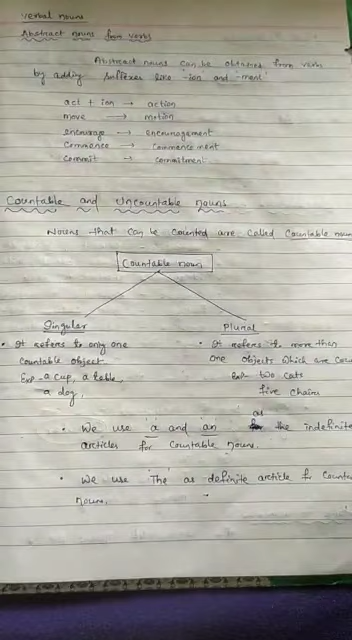 Verbal nouns
Abstract nouns from verbs
Abstract nouns can be obtained from verbs
by adding suffixes like -ion and -ment
act + ion → action
move → motion
encourage → encouragement
Commence → Commencement
Commit → Commitment
Countable and Uncountable nouns
Nouns that can be Counted are called Countable noun
Countable noun
Singular
Plural
• It refers to only one
Countable object
Exp - a cup, a table,
a dog,
• It refers to more than
one objects which are coun
Exp two cats
five chairs
• We use 'a' and 'an' as the indefinite
articles for Countable nouns.
• We use 'The' as definite article for Counta
nouns.